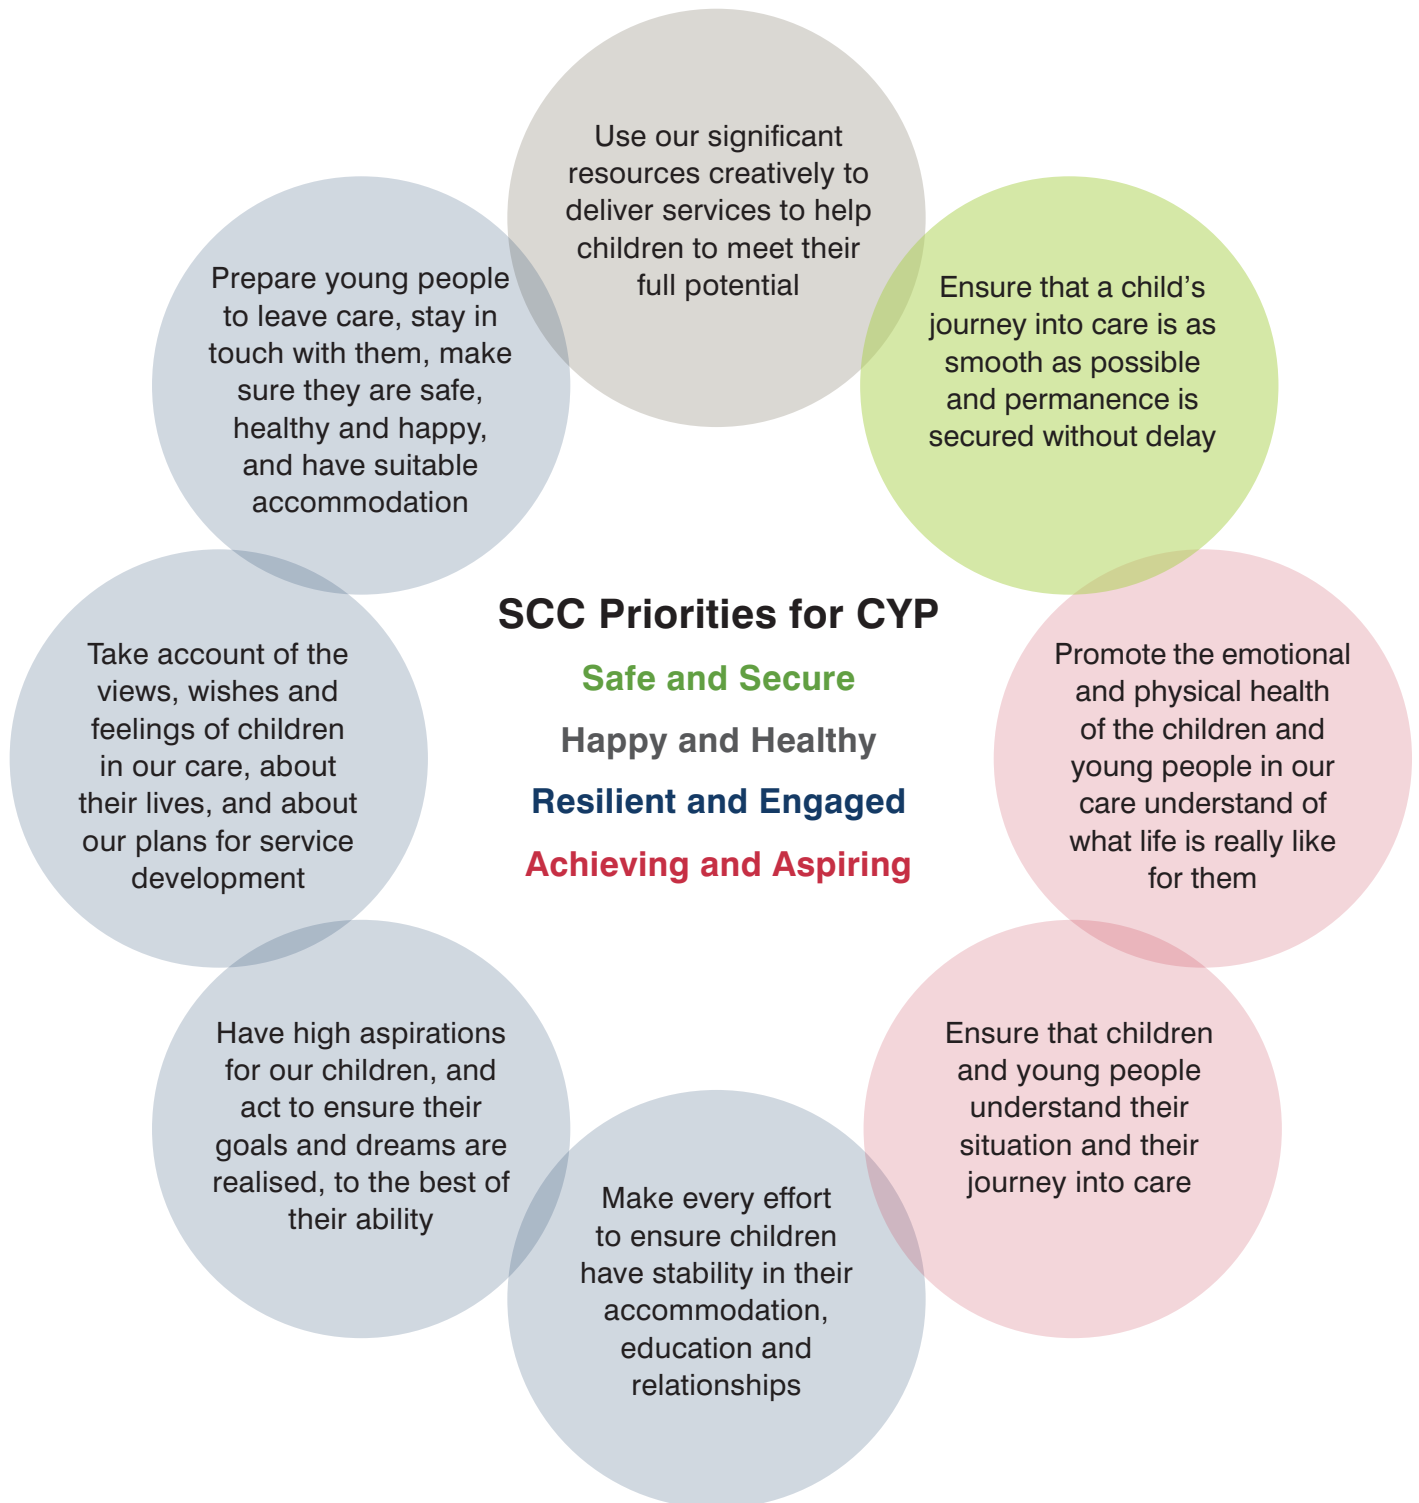 Use our significant
resources creatively to
deliver services to help
children to meet their
full potential
Ensure that a child’s
journey into care is as
smooth as possible
and permanence is
secured without delay
Promote the emotional
and physical health
of the children and
young people in our
care understand of
what life is really like
for them
Ensure that children
and young people
understand their
situation and their
journey into care
Make every effort
to ensure children
have stability in their
accommodation,
education and
relationships
Have high aspirations
for our children, and
act to ensure their
goals and dreams are
realised, to the best of
their ability
Take account of the
views, wishes and
feelings of children
in our care, about
their lives, and about
our plans for service
development
Prepare young people
to leave care, stay in
touch with them, make
sure they are safe,
healthy and happy,
and have suitable
accommodation
SCC Priorities for CYP
Safe and Secure
Happy and Healthy
Resilient and Engaged
Achieving and Aspiring